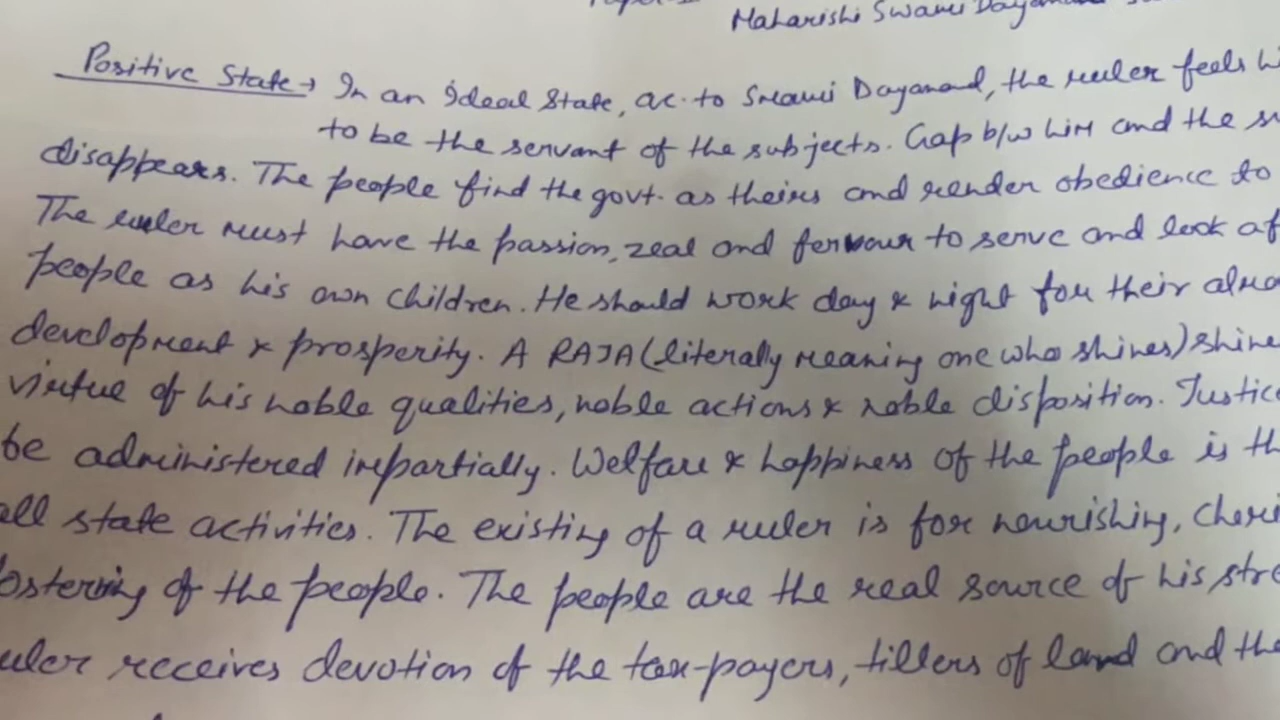 Maharishi Swami Dayanand
Positive State → In an Ideal State, ac. to Swami Dayanand, the ruler feels
to be the servant of the subjects. Gap b/w him and the
disappears. The people find the govt. as theirs and render obedience to
The ruler must have the passion, zeal and fervour to serve and look
people as his own children. He should work day & night for their
development & prosperity. A RAJA (literally meaning one who shines) shine
virtue of his noble qualities, noble actions & noble disposition. Justice
be administered impartially. Welfare & happiness of the people is
all state activities. The existing of a ruler is for nourishing,
of the people. The people are the real source of his
receives devotion of the tax-payers, tillers of land and the